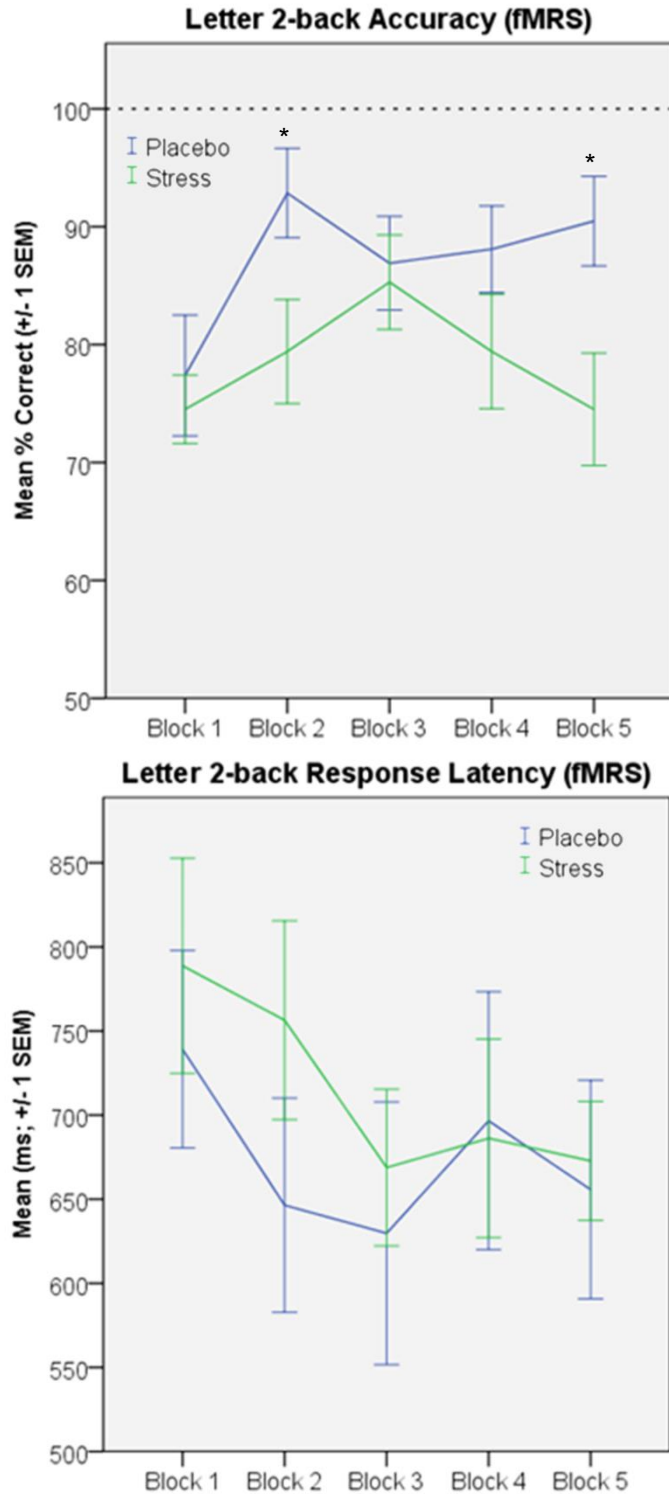 Letter 2-back Accuracy (fMRS)
Mean % Correct (+/- 1 SEM)
100
90
80
70
60
50
Placebo
Stress
*
*
Block 1 Block 2 Block 3 Block 4 Block 5
Letter 2-back Response Latency (fMRS)
Mean (ms; +/- 1 SEM)
850
800
750
700
650
600
550
500
Placebo
Stress
Block 1 Block 2 Block 3 Block 4 Block 5